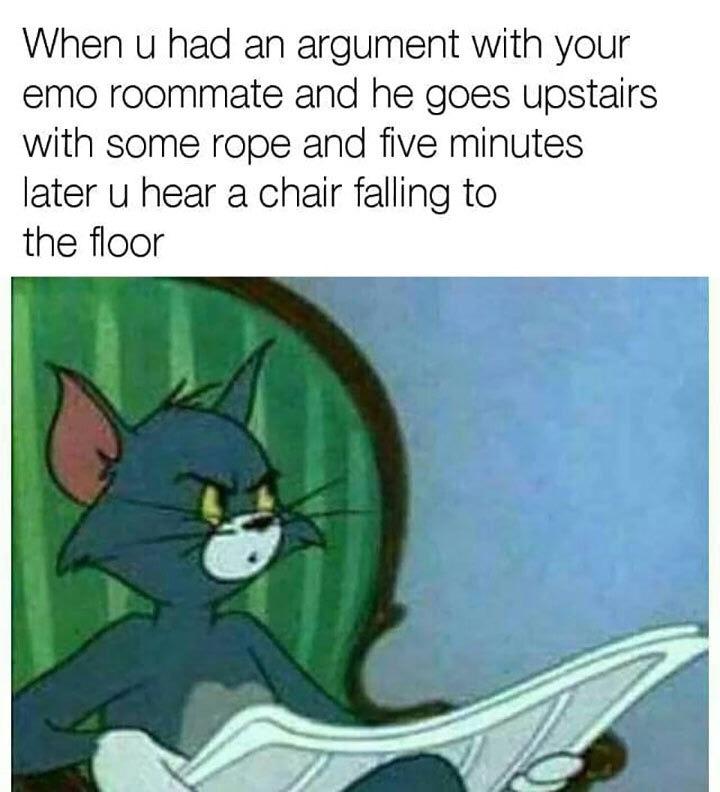 When u had an argument with your
emo roommate and he goes upstairs
with some rope and five minutes
later u hear a chair falling to
the floor